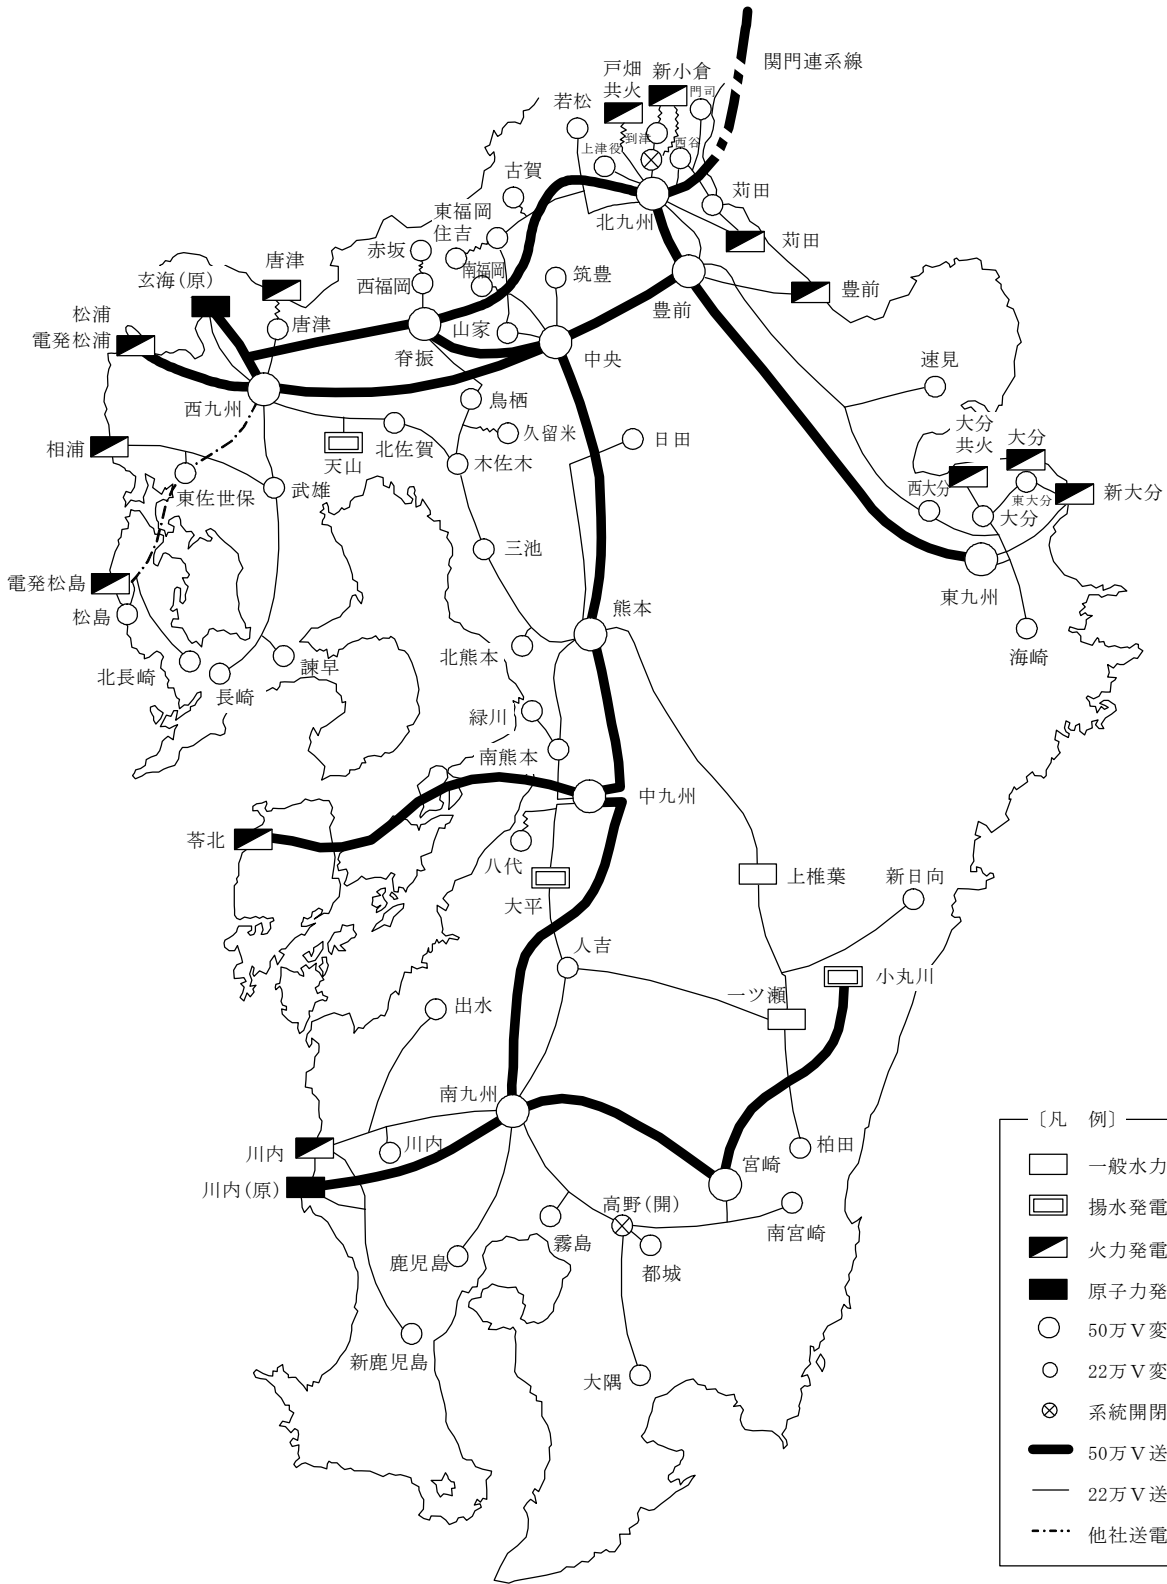 関門連系線
戸畑
共火
新小倉
門司
若松
到津
上津役
西谷
古賀
苅田
東福岡
北九州
住吉
苅田
赤坂
南福岡
筑豊
唐津
玄海(原)
西福岡
豊前
豊前
松浦
電発松浦
唐津
山家
脊振
中央
速見
西九州
鳥栖
久留米
日田
大分
共火
大分
相浦
天山
北佐賀
木佐木
東佐世保
武雄
西大分
東大分
新大分
大分
三池
電発松島
松島
熊本
東九州
北熊本
海崎
北長崎
長崎
諫早
緑川
南熊本
中九州
苓北
八代
大平
上椎葉
新日向
人吉
小丸川
一ツ瀬
出水
南九州
川内
川内
柏田
宮崎
川内(原)
高野(開)
霧島
南宮崎
鹿児島
都城
新鹿児島
大隅
〔凡 例〕
一般水力
揚水発電
火力発電
原子力発
50万V変
22万V変
系統開閉
50万V送
22万V送
他社送電